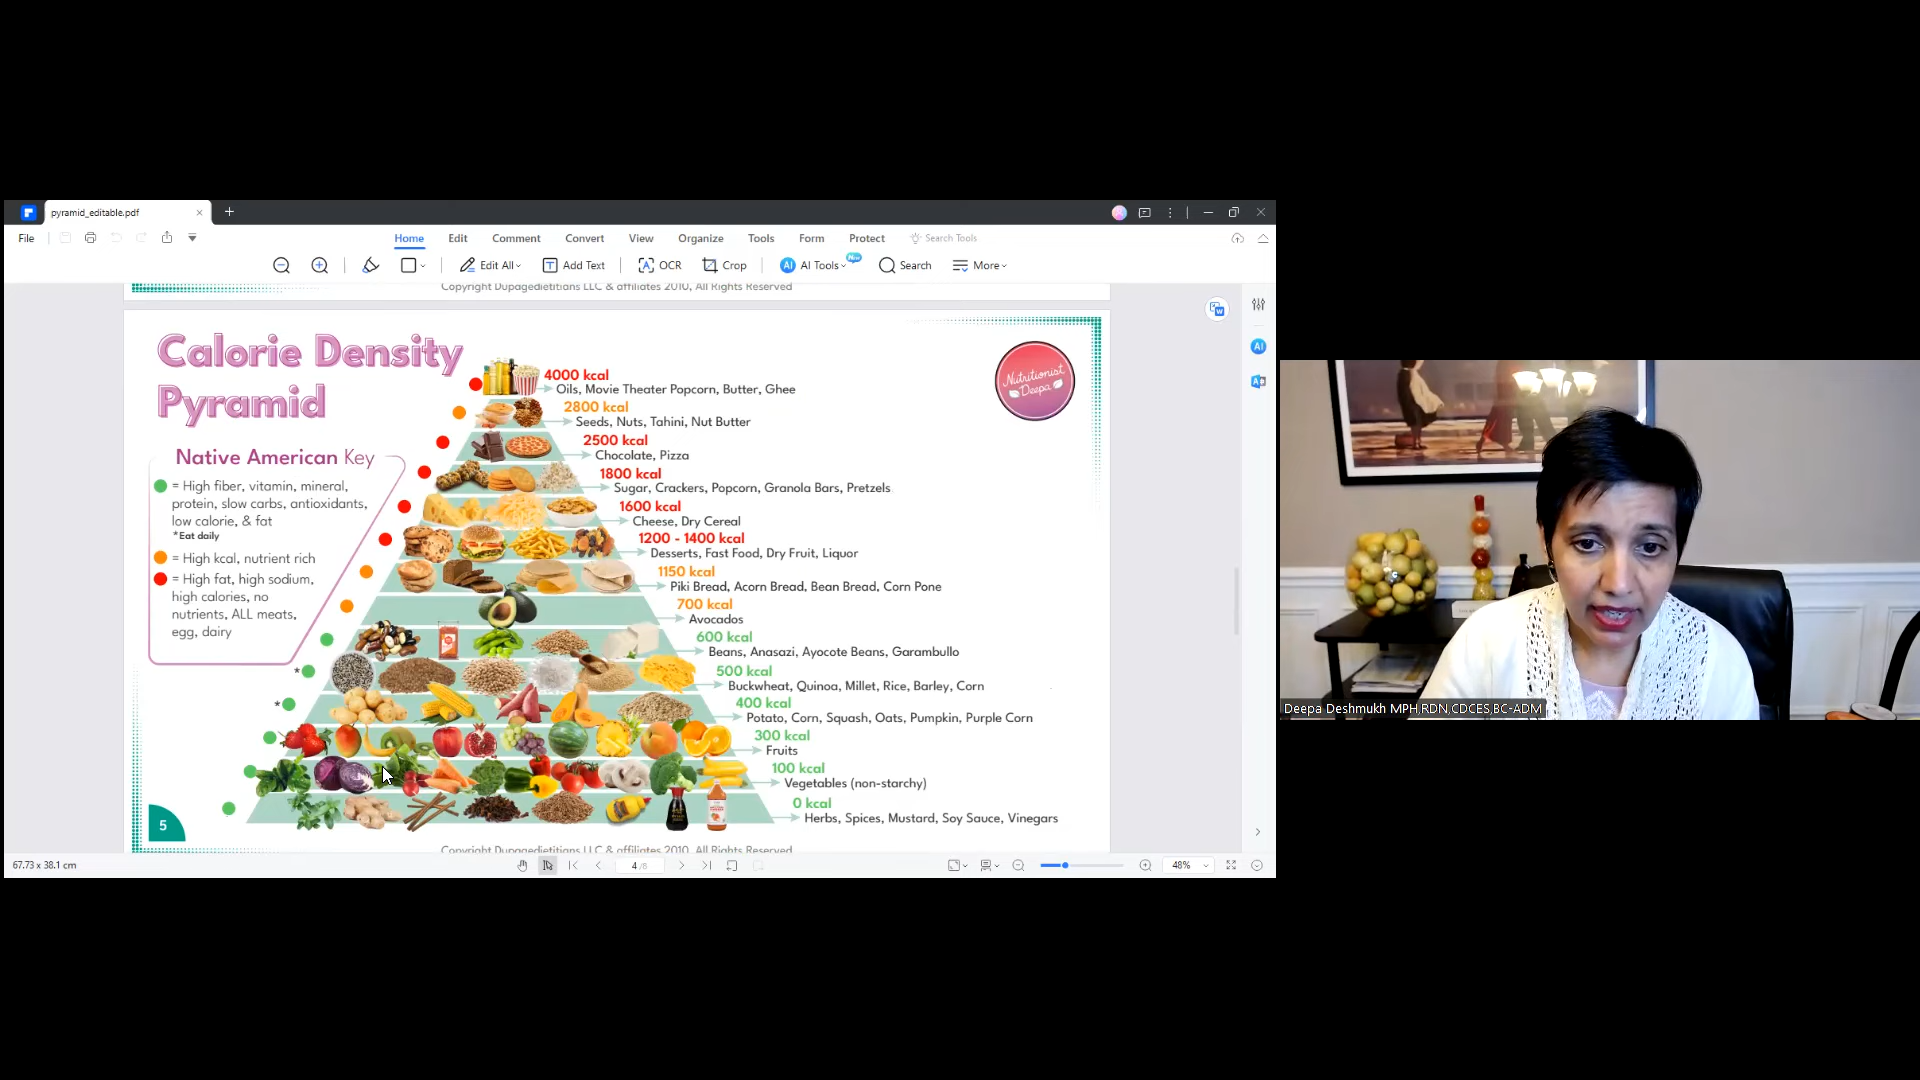 pyramid_editable.pdf
File
Home
Edit
Comment
Convert
View
Organize
Tools
Form
Protect
Search Tools
Edit All
Add Text
OCR
Crop
AI Tools
New
Search
More
Copyright Dupagedietitians LLC & affiliates 2010, All Rights Reserved
Calorie Density
Pyramid
Nutritionist
Deepa
Native American Key
= High fiber, vitamin, mineral,
protein, slow carbs, antioxidants,
low calorie, & fat
*Eat daily
= High kcal, nutrient rich
= High fat, high sodium,
high calories, no
nutrients, ALL meats,
egg, dairy
4000 kcal
Oils, Movie Theater Popcorn, Butter, Ghee
2800 kcal
Seeds, Nuts, Tahini, Nut Butter
2500 kcal
Chocolate, Pizza
1800 kcal
Sugar, Crackers, Popcorn, Granola Bars, Pretzels
1600 kcal
Cheese, Dry Cereal
1200 - 1400 kcal
Desserts, Fast Food, Dry Fruit, Liquor
1150 kcal
Piki Bread, Acorn Bread, Bean Bread, Corn Pone
700 kcal
Avocados
600 kcal
Beans, Anasazi, Ayocote Beans, Garambullo
*
500 kcal
Buckwheat, Quinoa, Millet, Rice, Barley, Corn
*
400 kcal
Potato, Corn, Squash, Oats, Pumpkin, Purple Corn
300 kcal
Fruits
100 kcal
Vegetables (non-starchy)
0 kcal
Herbs, Spices, Mustard, Soy Sauce, Vinegars
5
Copyright Dupagedietitians LLC & affiliates 2010, All Rights Reserved
67.73 x 38.1 cm
4 /8
48%
Deepa Deshmukh MPH,RDN,CDCES,BC-ADM